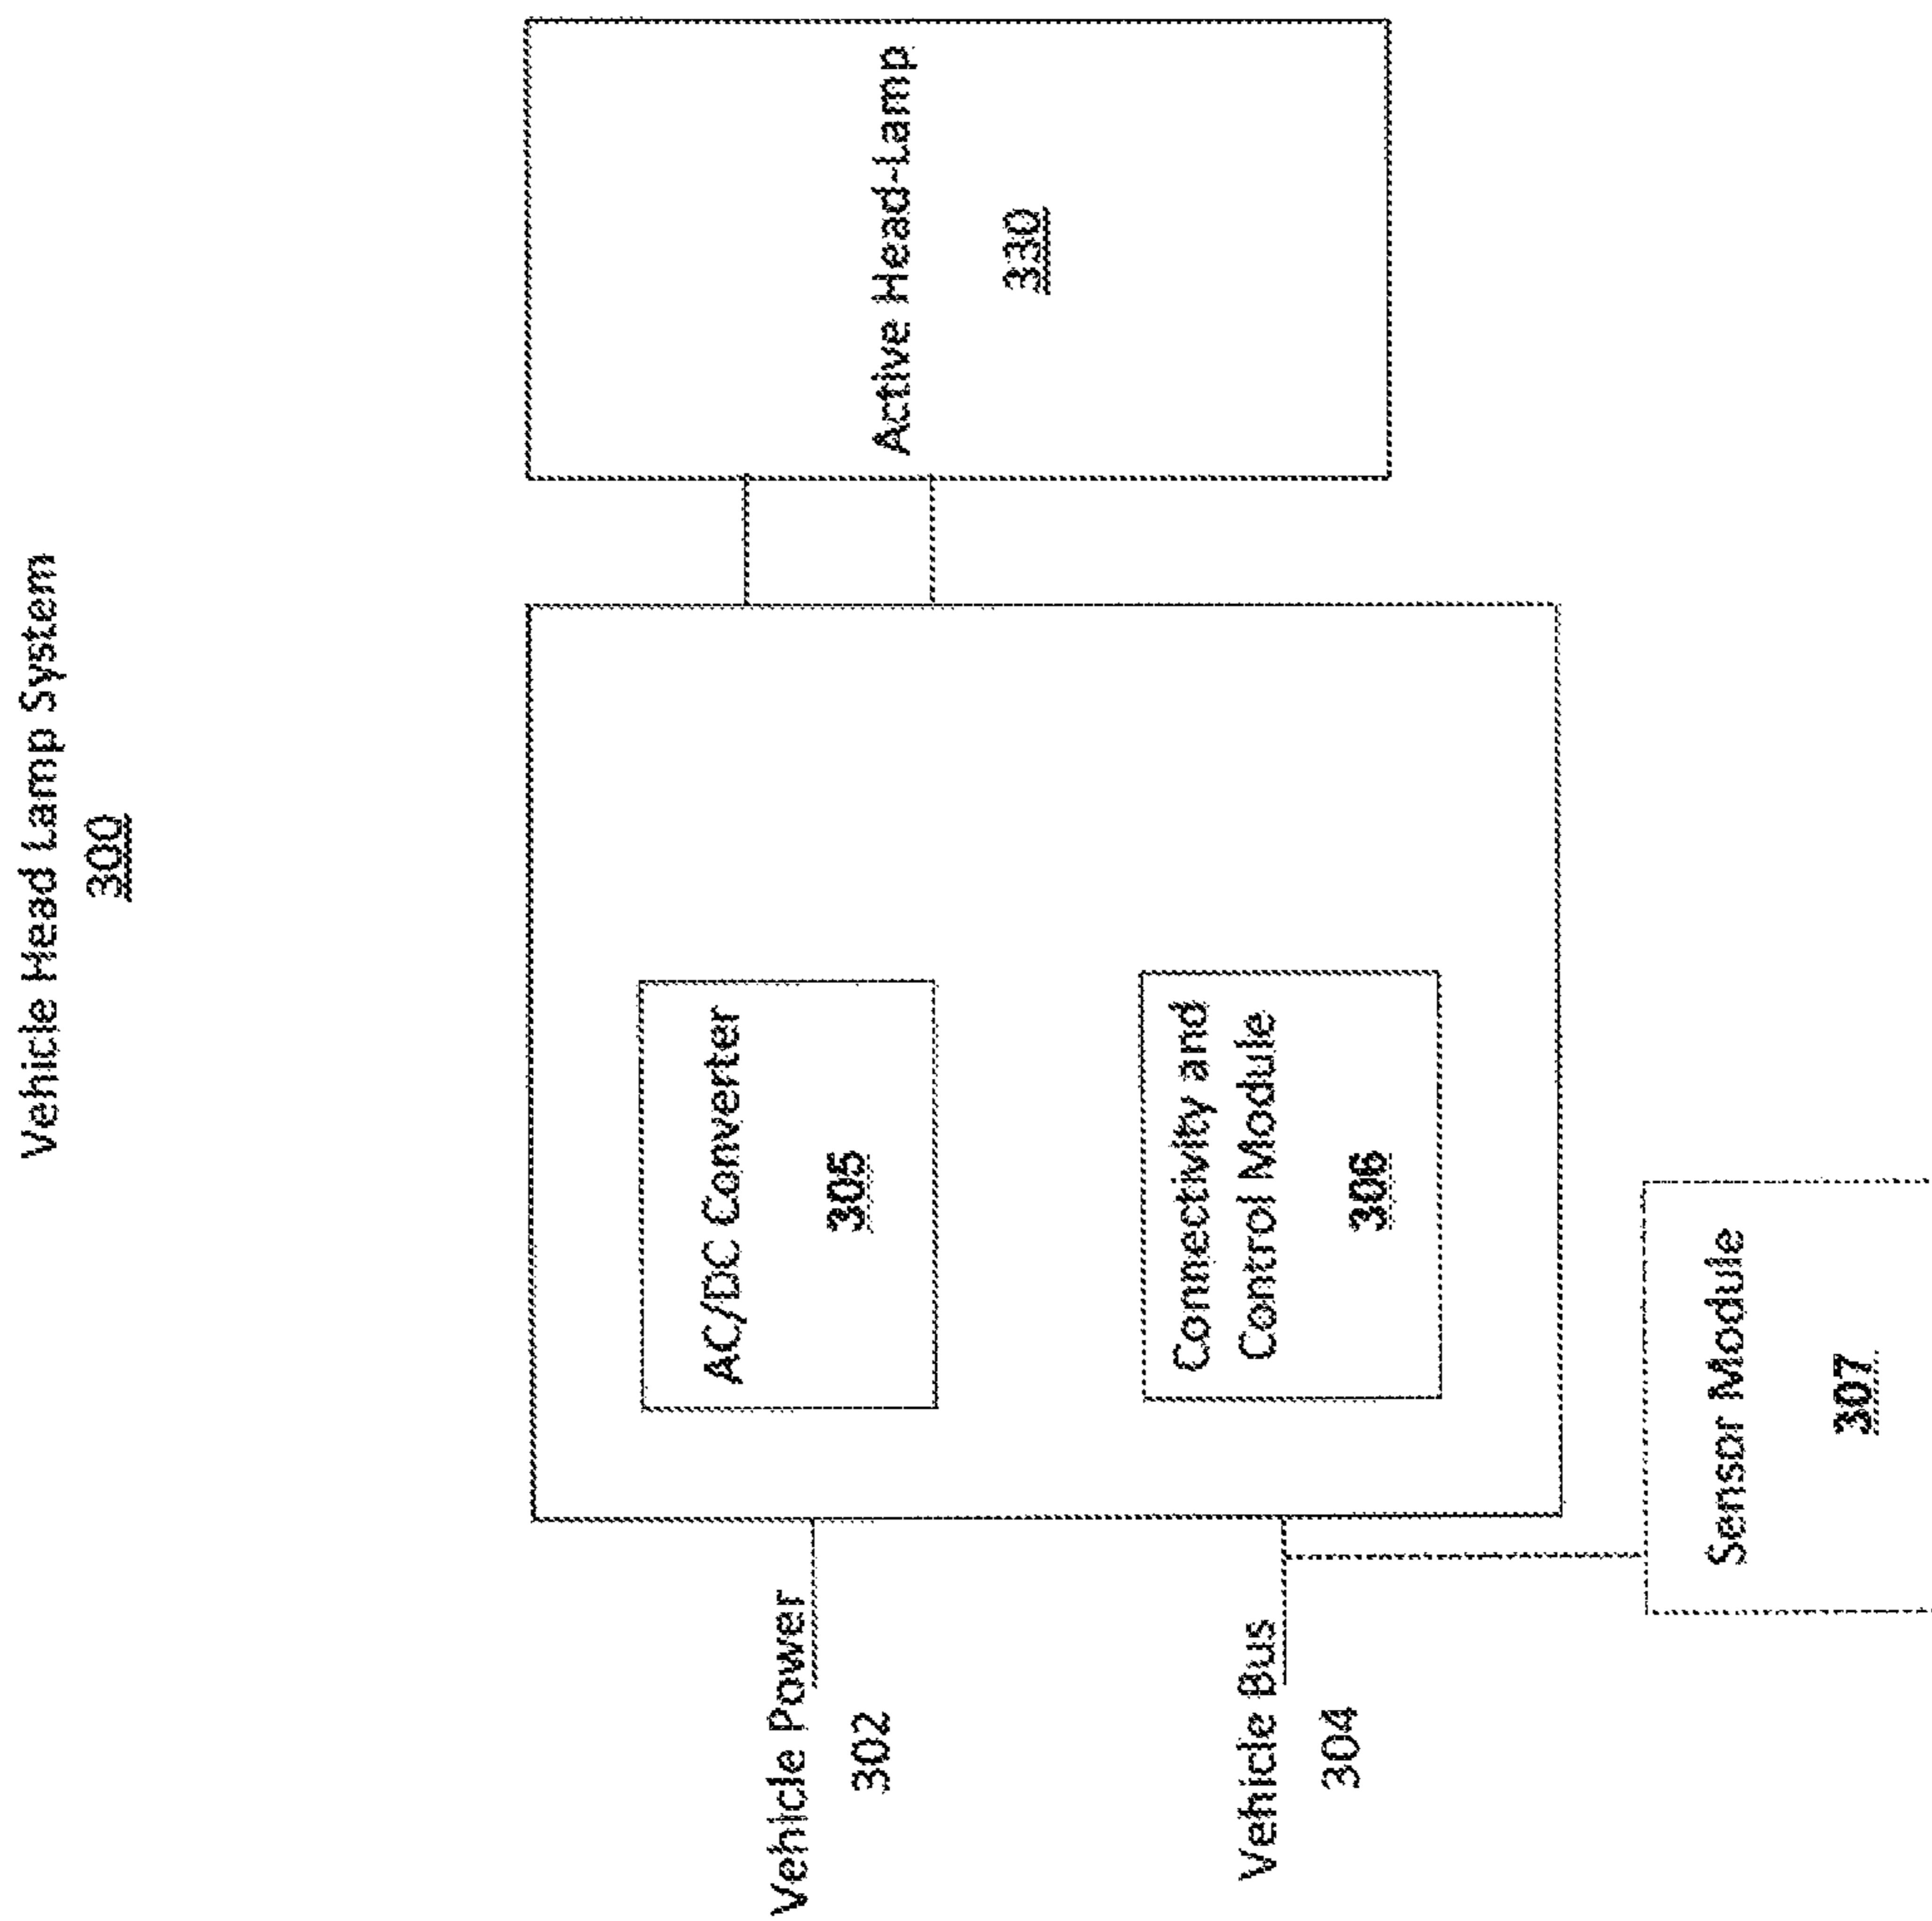 Vehicle Head Lamp System
300
Vehicle Power
302
AC/DC Converter
305
Active Head-Lamp
330
Vehicle Bus
304
Connectivity and
Control Module
306
Sensor Module
307